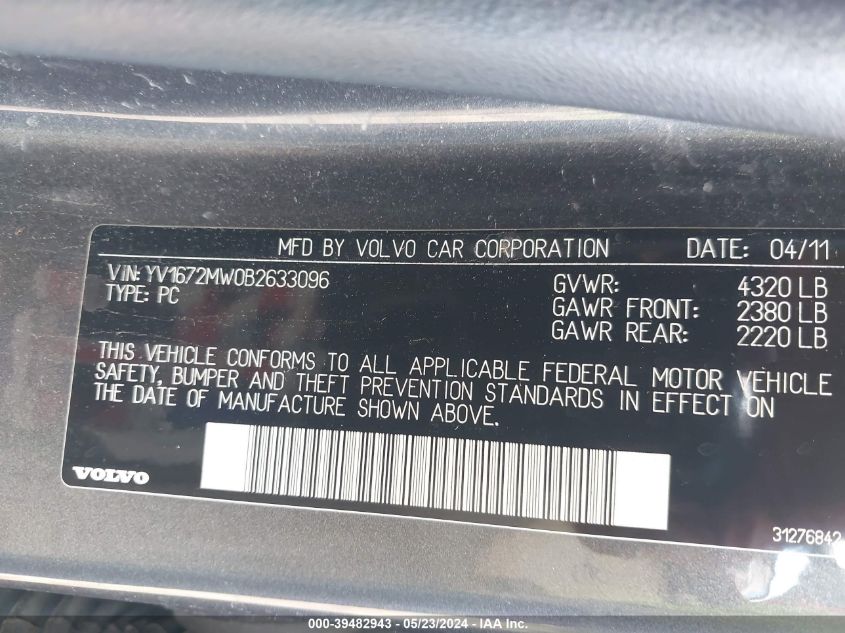 MFD BY VOLVO CAR CORPORATION DATE: 04/11
VIN: YV1672MW0B2633096
TYPE: PC
GVWR: 4320 LB
GAWR FRONT: 2380 LB
GAWR REAR: 2220 LB
THIS VEHICLE CONFORMS TO ALL APPLICABLE FEDERAL MOTOR VEHICLE
SAFETY, BUMPER AND THEFT PREVENTION STANDARDS IN EFFECT ON
THE DATE OF MANUFACTURE SHOWN ABOVE.
VOLVO
31276842
000-39482943 - 05/23/2024 - IAA Inc.